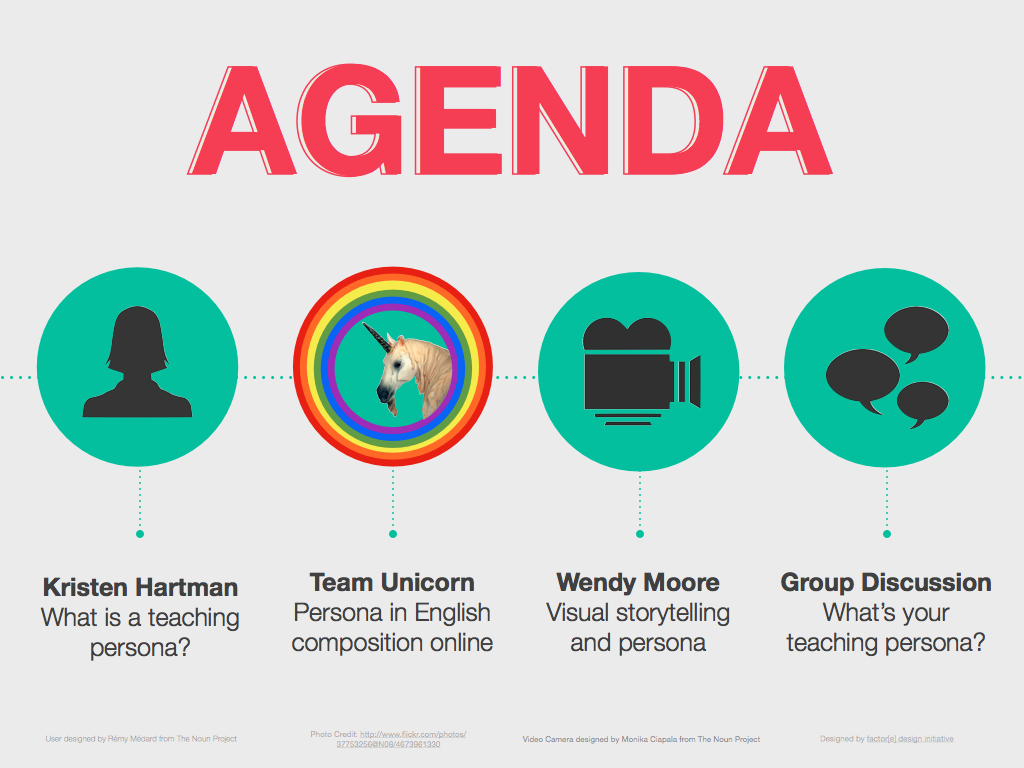 AGENDA
Kristen Hartman
What is a teaching
persona?
Team Unicorn
Persona in English
composition online
Wendy Moore
Visual storytelling
and persona
Group Discussion
What's your
teaching persona?
User designed by Rémy Médard from The Noun Project
Photo Credit: http://www.flickr.com/photos/
37753256@N08/4673961330
Video Camera designed by Monika Ciapala from The Noun Project
Designed by factor[e] design initiative